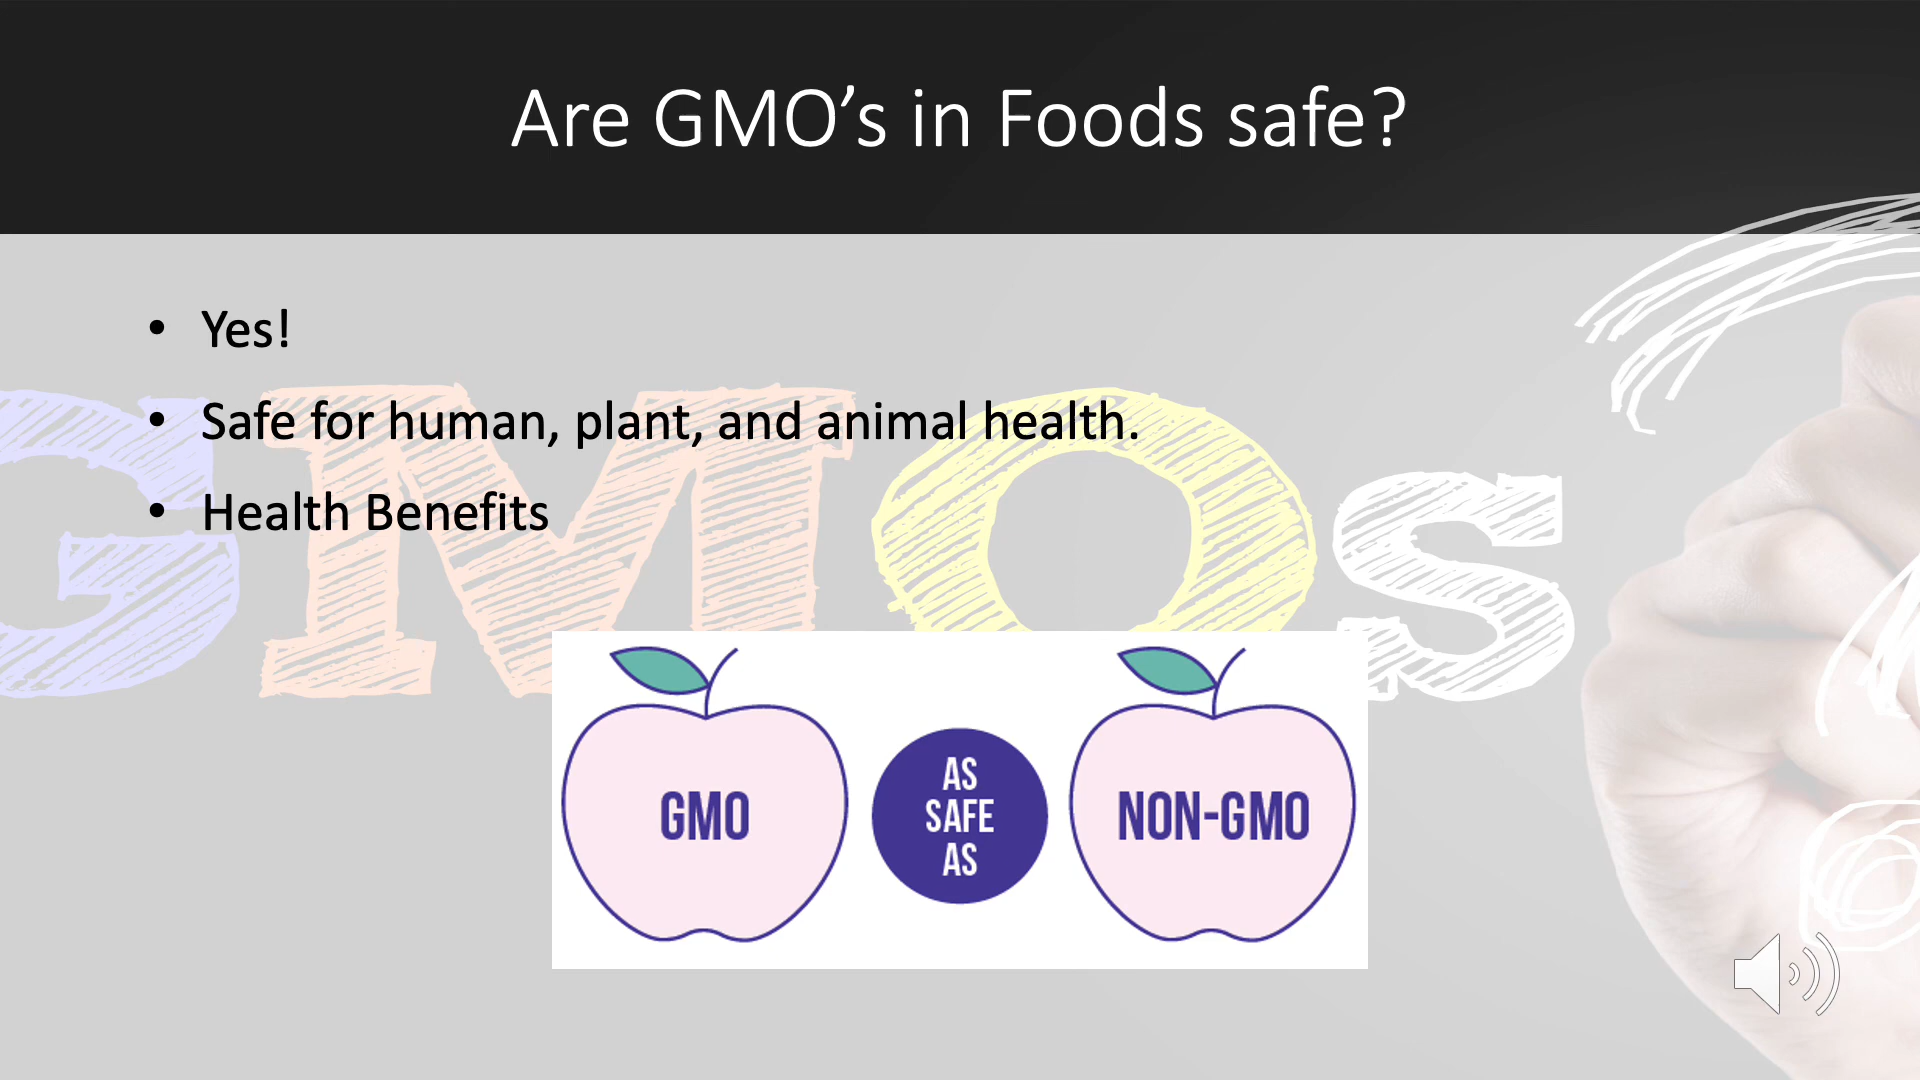 Are GMO’s in Foods safe?
• Yes!
• Safe for human, plant, and animal health.
• Health Benefits
GMOs
GMO
AS
SAFE
AS
NON-GMO